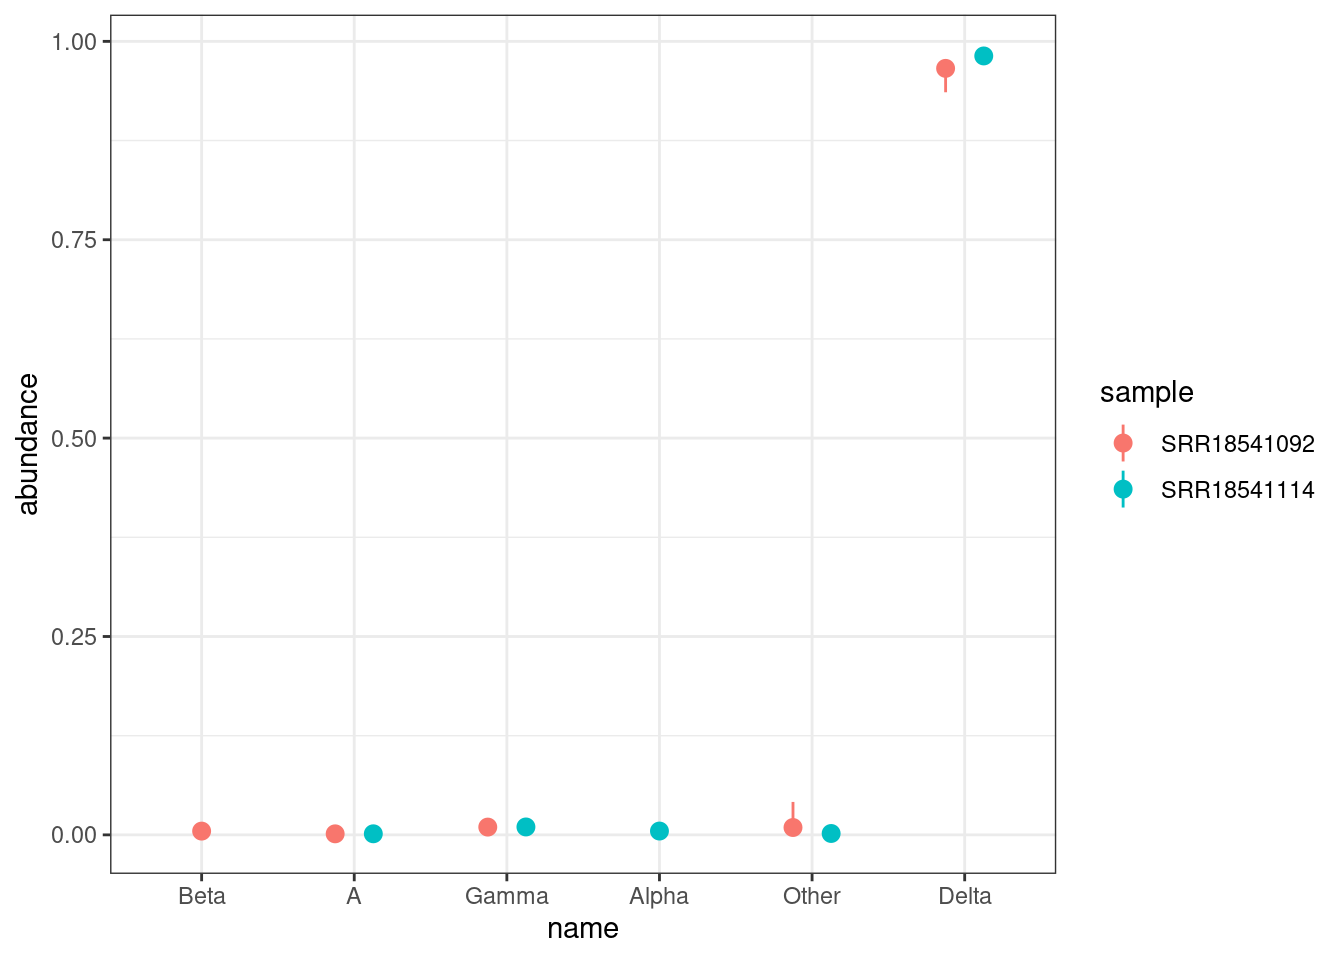 1.00
0.75
0.50
0.25
0.00
abundance
Beta A Gamma Alpha Other Delta
name
sample
SRR18541092
SRR18541114